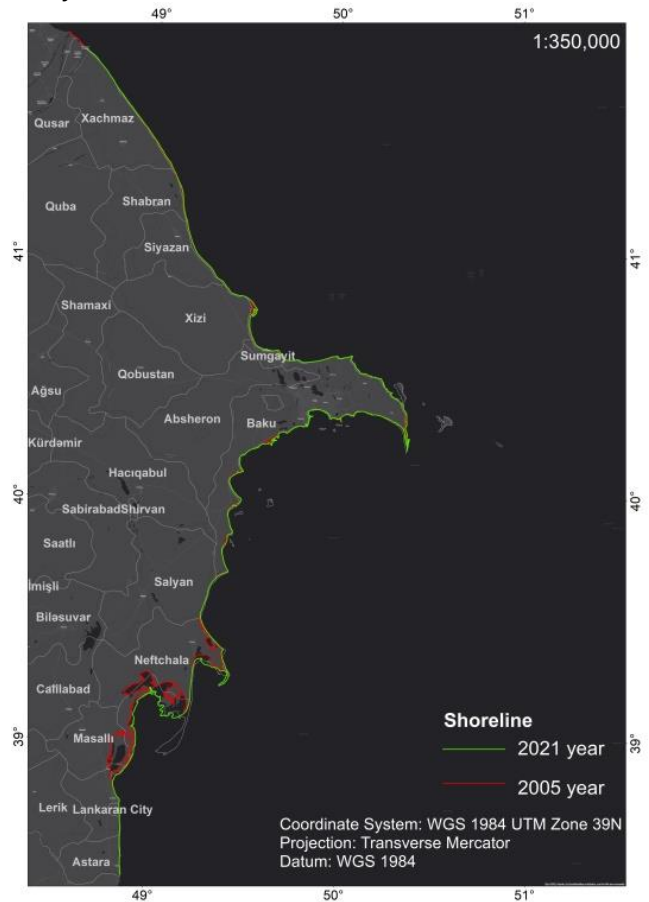 49°
50°
51°
1:350,000
Qusar
Xachmaz
Quba
Shabran
Siyazan
41°
41°
Shamaxi
Xizi
Sumgayit
Qobustan
Ağsu
Absheron
Baku
Kürdəmir
Hacıqabul
40°
40°
SabirabadShirvan
Saatlı
İmişli
Salyan
Biləsuvar
Neftchala
Cəlilabad
39°
39°
Masallı
Shoreline
2021 year
2005 year
Lerik
Lankaran City
Coordinate System: WGS 1984 UTM Zone 39N
Projection: Transverse Mercator
Datum: WGS 1984
Astara
49°
50°
51°